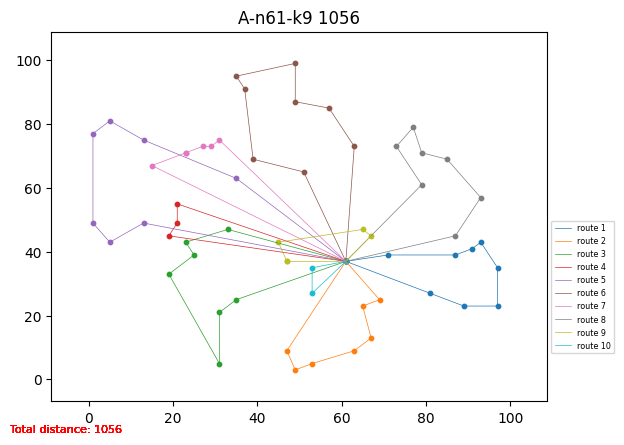 A-n61-k9 1056
100
80
60
40
20
0
0 20 40 60 80 100
route 1
route 2
route 3
route 4
route 5
route 6
route 7
route 8
route 9
route 10
Total distance: 1056